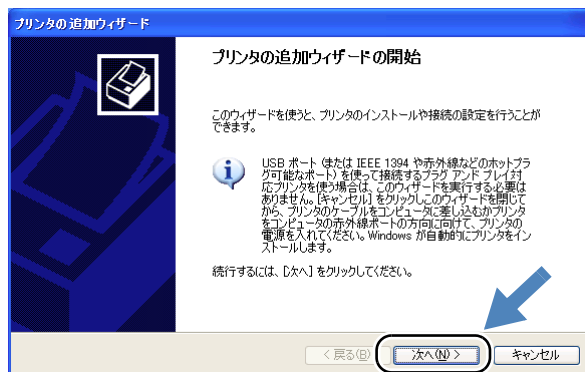 プリンタの追加ウィザード
プリンタの追加ウィザードの開始
このウィザードを使うと、プリンタのインストールや接続の設定を行うことが
できます。
USB ポート (または IEEE 1394 や赤外線などのホットプラ
グ可能なポート) を使って接続するプラグ アンド プレイ対
応プリンタを使う場合は、このウィザードを実行する必要は
ありません。[キャンセル] をクリックしこのウィザードを閉じて
から、プリンタのケーブルをコンピュータに差し込むかプリンタ
をコンピュータの赤外線ポートの方向に向けて、プリンタの
電源を入れてください。Windows が自動的にプリンタをイン
ストールします。
続行するには、[次へ] をクリックしてください。
< 戻る(B) 次へ(N) > キャンセル